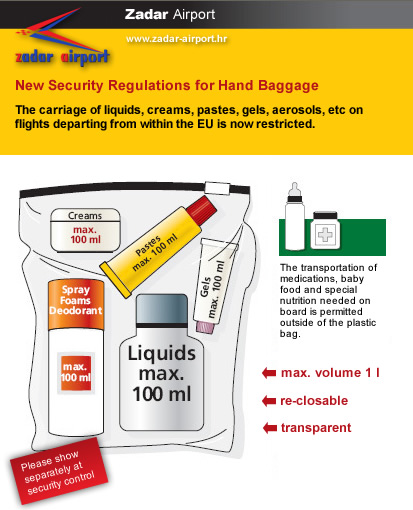 Zadar Airport
zadar airport
www.zadar-airport.hr
New Security Regulations for Hand Baggage
The carriage of liquids, creams, pastes, gels, aerosols, etc on
flights departing from within the EU is now restricted.
Creams
max.
100 ml
Pastes
max. 100 ml
Gels
max. 100 ml
Spray
Foams
Deodorant
max.
100 ml
Liquids
max.
100 ml
The transportation of
medications, baby
food and special
nutrition needed on
board is permitted
outside of the plastic
bag.
max. volume 1 l
re-closable
transparent
Please show
separately at
security control